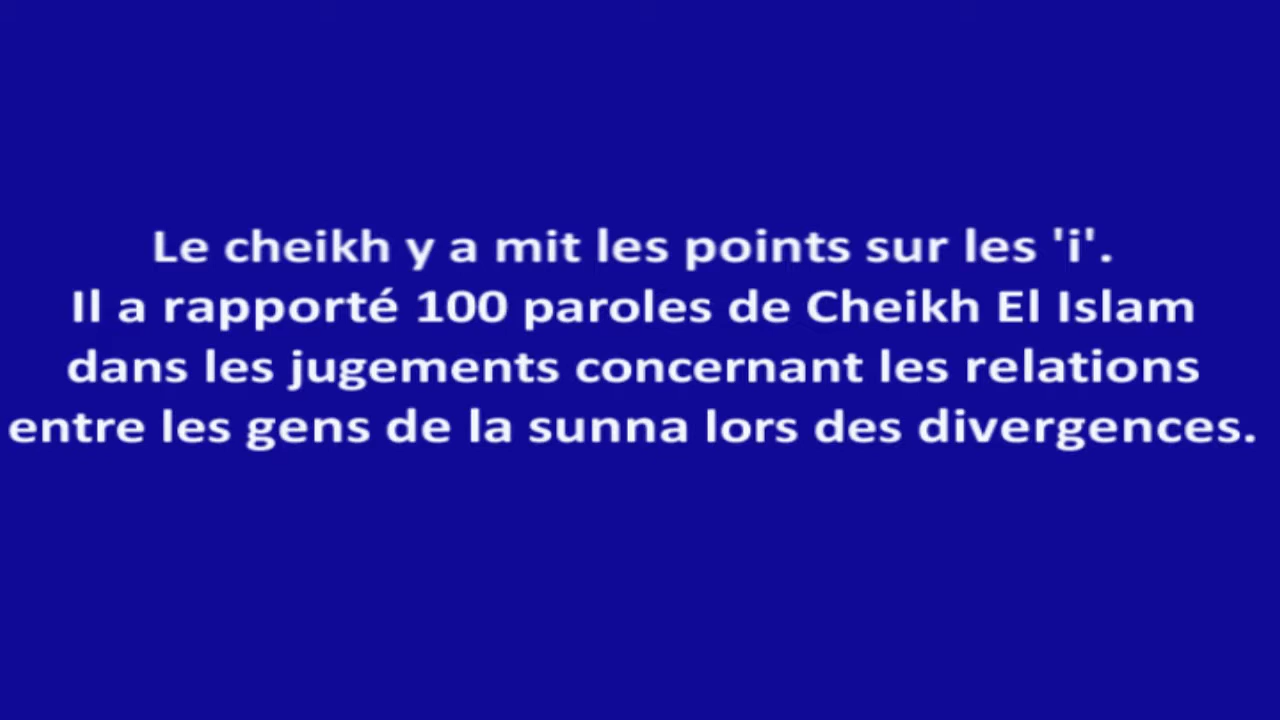 Le cheikh y a mit les points sur les 'i'.
Il a rapporté 100 paroles de Cheikh El Islam
dans les jugements concernant les relations
entre les gens de la sunna lors des divergences.